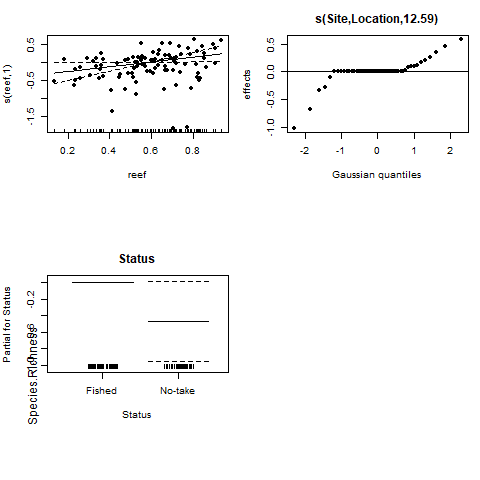 s(Site,Location,12.59)
s(reef,1)
0.5
-0.5
-1.5
0.2 0.4 0.6 0.8
reef
effects
0.5
0.0
-0.5
-1.0
-2 -1 0 1 2
Gaussian quantiles
Status
Partial for Status
Species.Richness
-0.2
Fished No-take
Status